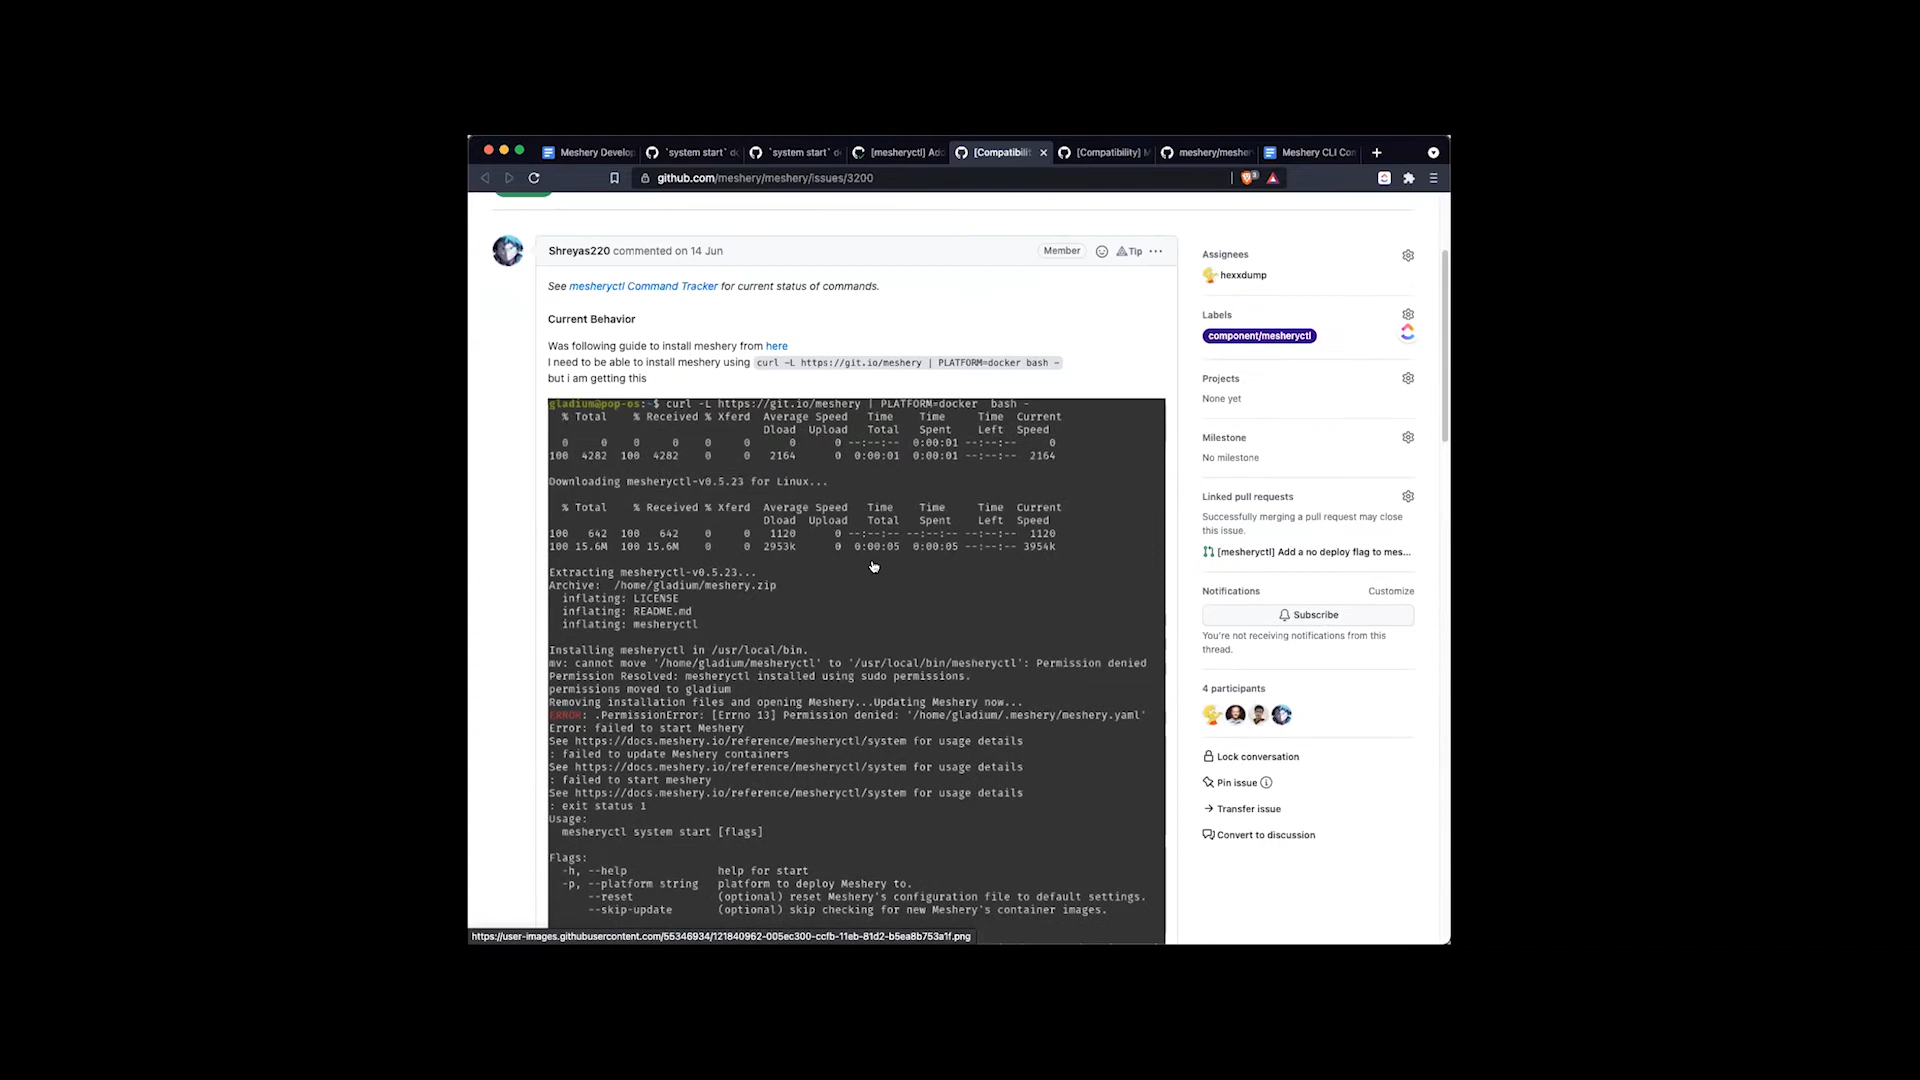 Meshery Develop
`system start` de
`system start` de
[mesheryctl] Add
[Compatibilit
[Compatibility] M
meshery/mesher
Meshery CLI Con
github.com/meshery/meshery/issues/3200
Shreyas220 commented on 14 Jun
Member
Tip
See mesheryctl Command Tracker for current status of commands.
Current Behavior
Was following guide to install meshery from here
I need to be able to install meshery using curl -L https://git.io/meshery | PLATFORM=docker bash -
but i am getting this
gladium@pop-os:~$ curl -L https://git.io/meshery | PLATFORM=docker  bash -
% Total    % Received % Xferd  Average Speed   Time    Time     Time  Current
Dload  Upload   Total   Spent    Left  Speed
0     0    0     0    0     0      0      0 --:--:--  0:00:01 --:--:--     0
100  4282  100  4282    0     0   2164      0  0:00:01  0:00:01 --:--:--  2164
Downloading mesheryctl-v0.5.23 for Linux...
% Total    % Received % Xferd  Average Speed   Time    Time     Time  Current
Dload  Upload   Total   Spent    Left  Speed
100   642  100   642    0     0   1120      0 --:--:-- --:--:-- --:--:--  1120
100 15.6M  100 15.6M    0     0  2953k      0  0:00:05  0:00:05 --:--:-- 3954k
Extracting mesheryctl-v0.5.23...
Archive:  /home/gladium/meshery.zip
inflating: LICENSE
inflating: README.md
inflating: mesheryctl
Installing mesheryctl in /usr/local/bin.
mv: cannot move '/home/gladium/mesheryctl' to '/usr/local/bin/mesheryctl': Permission denied
Permission Resolved: mesheryctl installed using sudo permissions.
permissions moved to gladium
Removing installation files and opening Meshery...Updating Meshery now...
ERROR: .PermissionError: [Errno 13] Permission denied: '/home/gladium/.meshery/meshery.yaml'
Error: failed to start Meshery
See https://docs.meshery.io/reference/mesheryctl/system for usage details
: failed to update Meshery containers
See https://docs.meshery.io/reference/mesheryctl/system for usage details
: failed to start meshery
See https://docs.meshery.io/reference/mesheryctl/system for usage details
: exit status 1
Usage:
mesheryctl system start [flags]
Flags:
-h, --help              help for start
-p, --platform string   platform to deploy Meshery to.
--reset             (optional) reset Meshery's configuration file to default settings.
--skip-update       (optional) skip checking for new Meshery's container images.
https://user-images.githubusercontent.com/55346934/121840962-005ec300-ccfb-11eb-81d2-b5ea8b753a1f.png
Assignees
hexxdump
Labels
component/mesheryctl
Projects
None yet
Milestone
No milestone
Linked pull requests
Successfully merging a pull request may close
this issue.
[mesheryctl] Add a no deploy flag to mes...
Notifications
Customize
Subscribe
You're not receiving notifications from this
thread.
4 participants
Lock conversation
Pin issue
Transfer issue
Convert to discussion